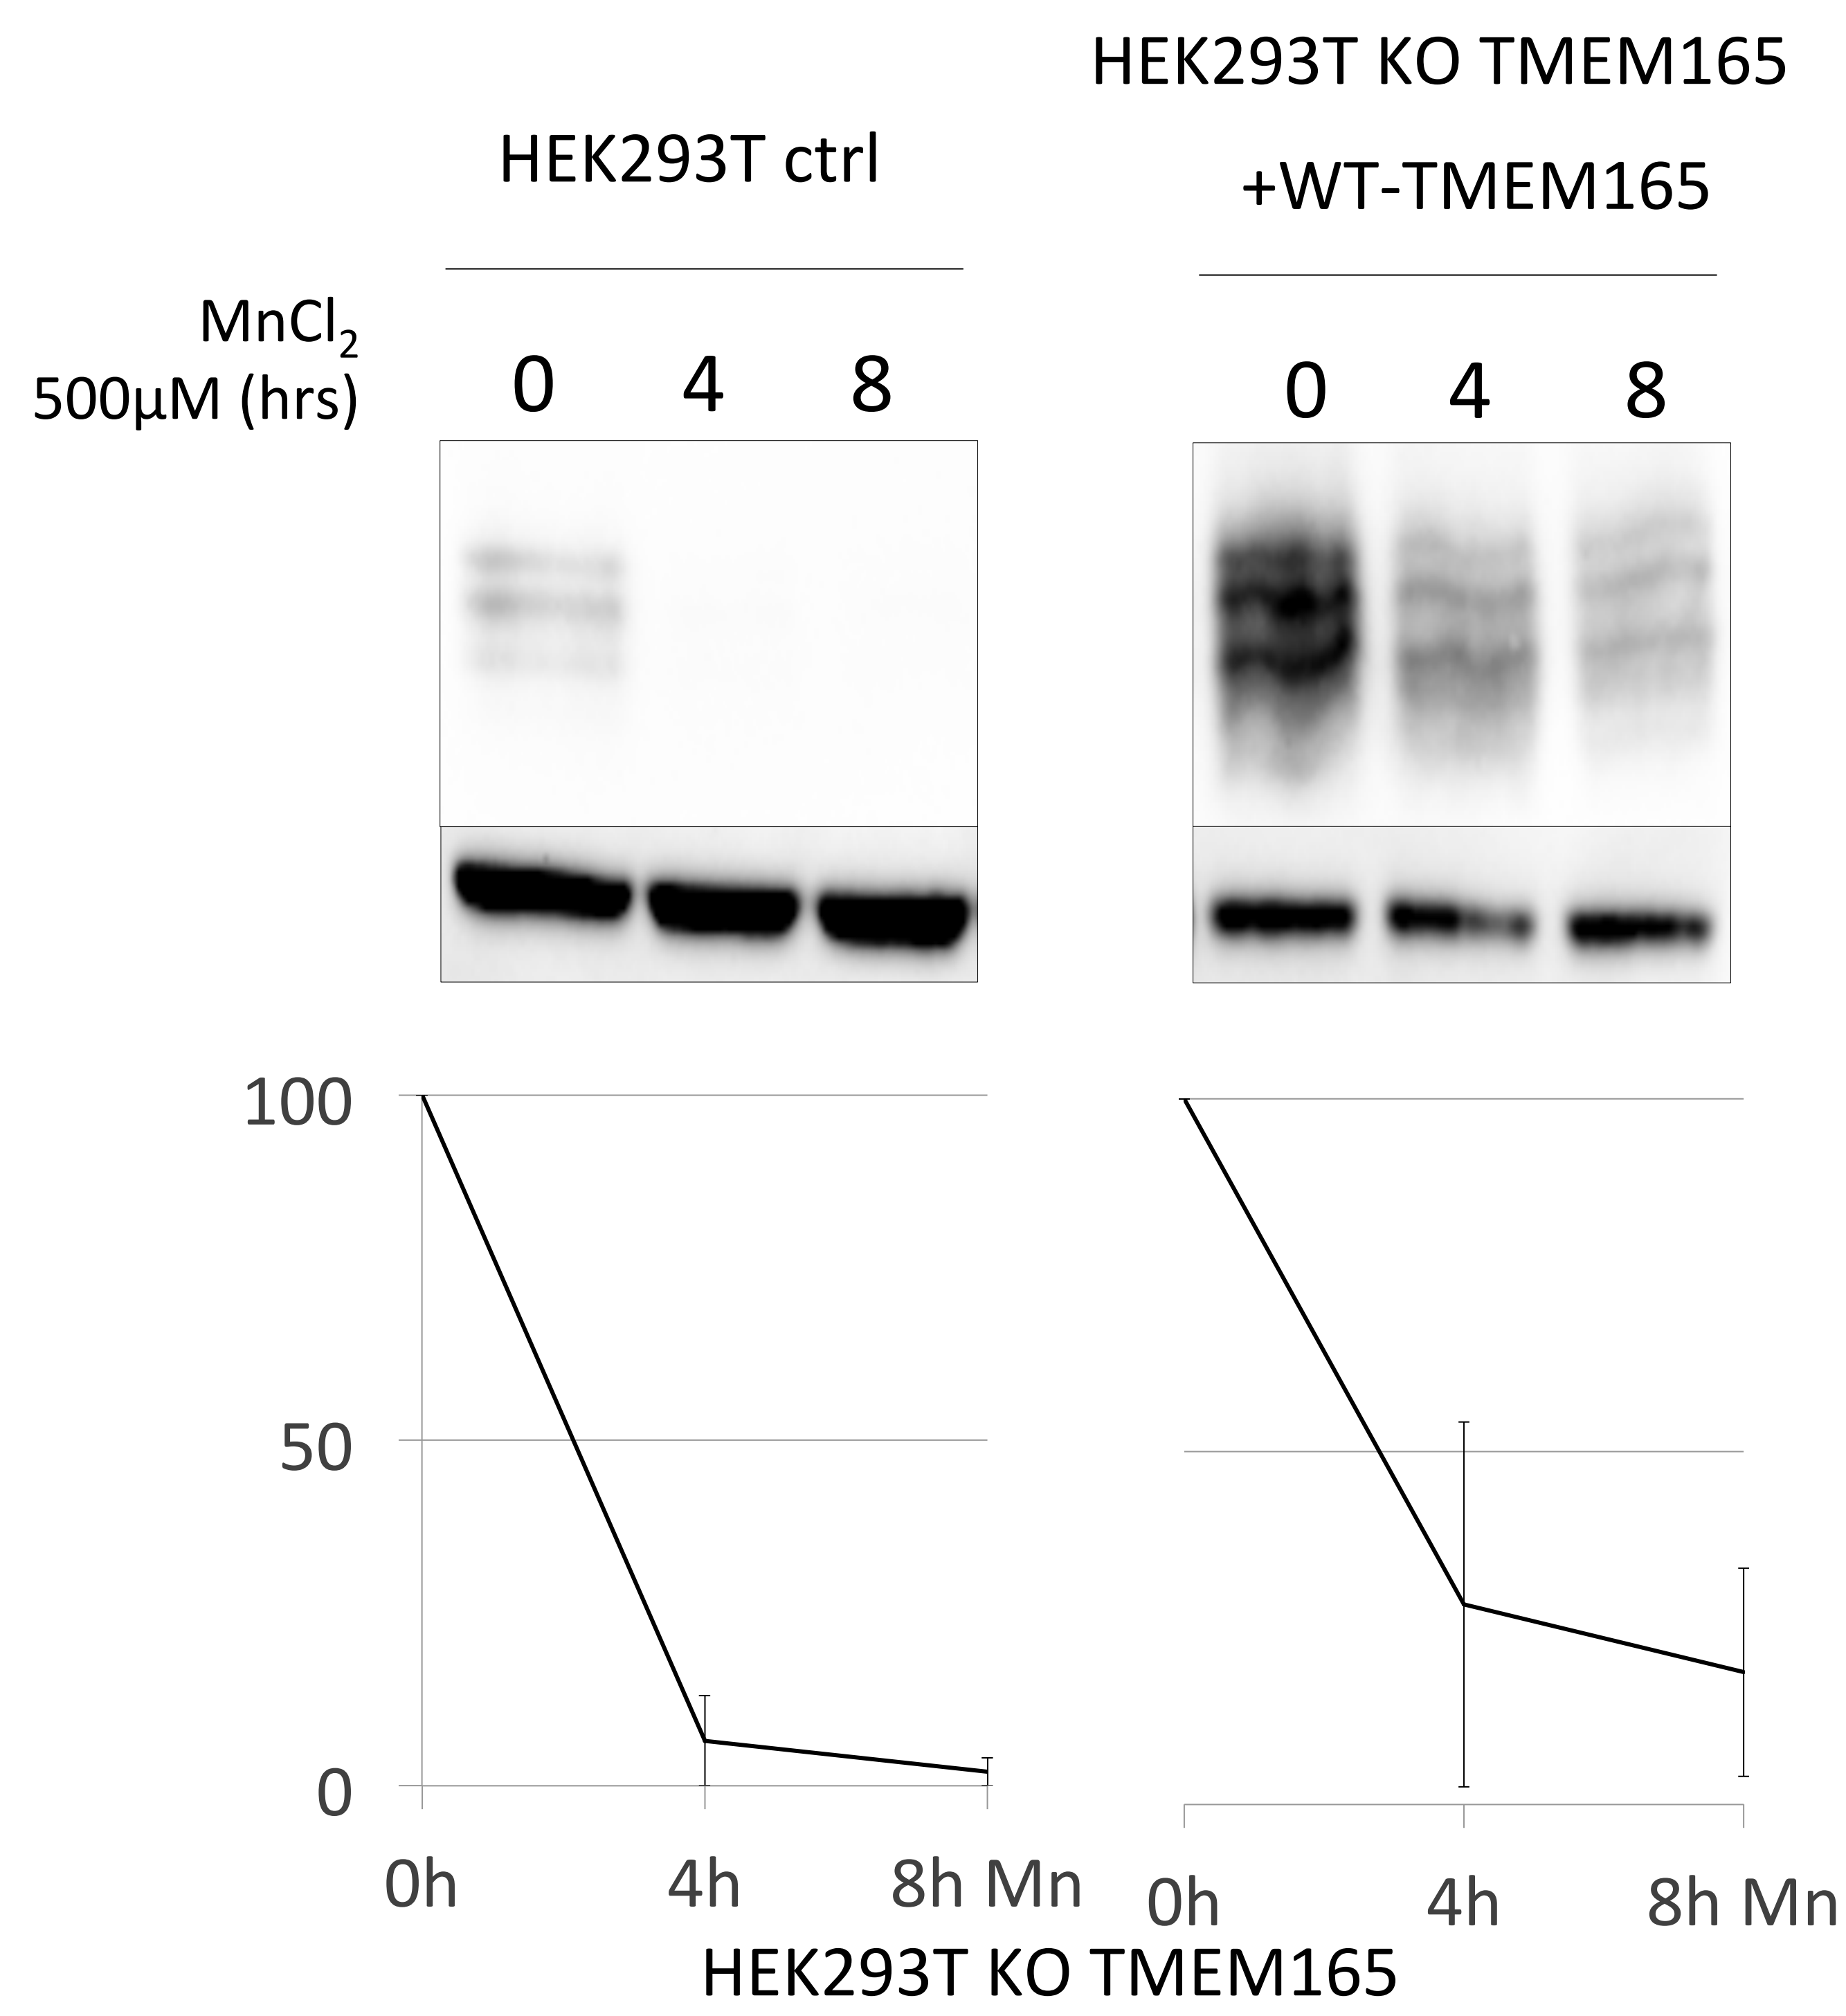 HEK293T KO TMEM165
HEK293T ctrl
+WT-TMEM165
MnCl₂
500µM (hrs)
0 4 8
0 4 8
100
50
0
0h 4h 8h Mn
0h 4h 8h Mn
HEK293T KO TMEM165